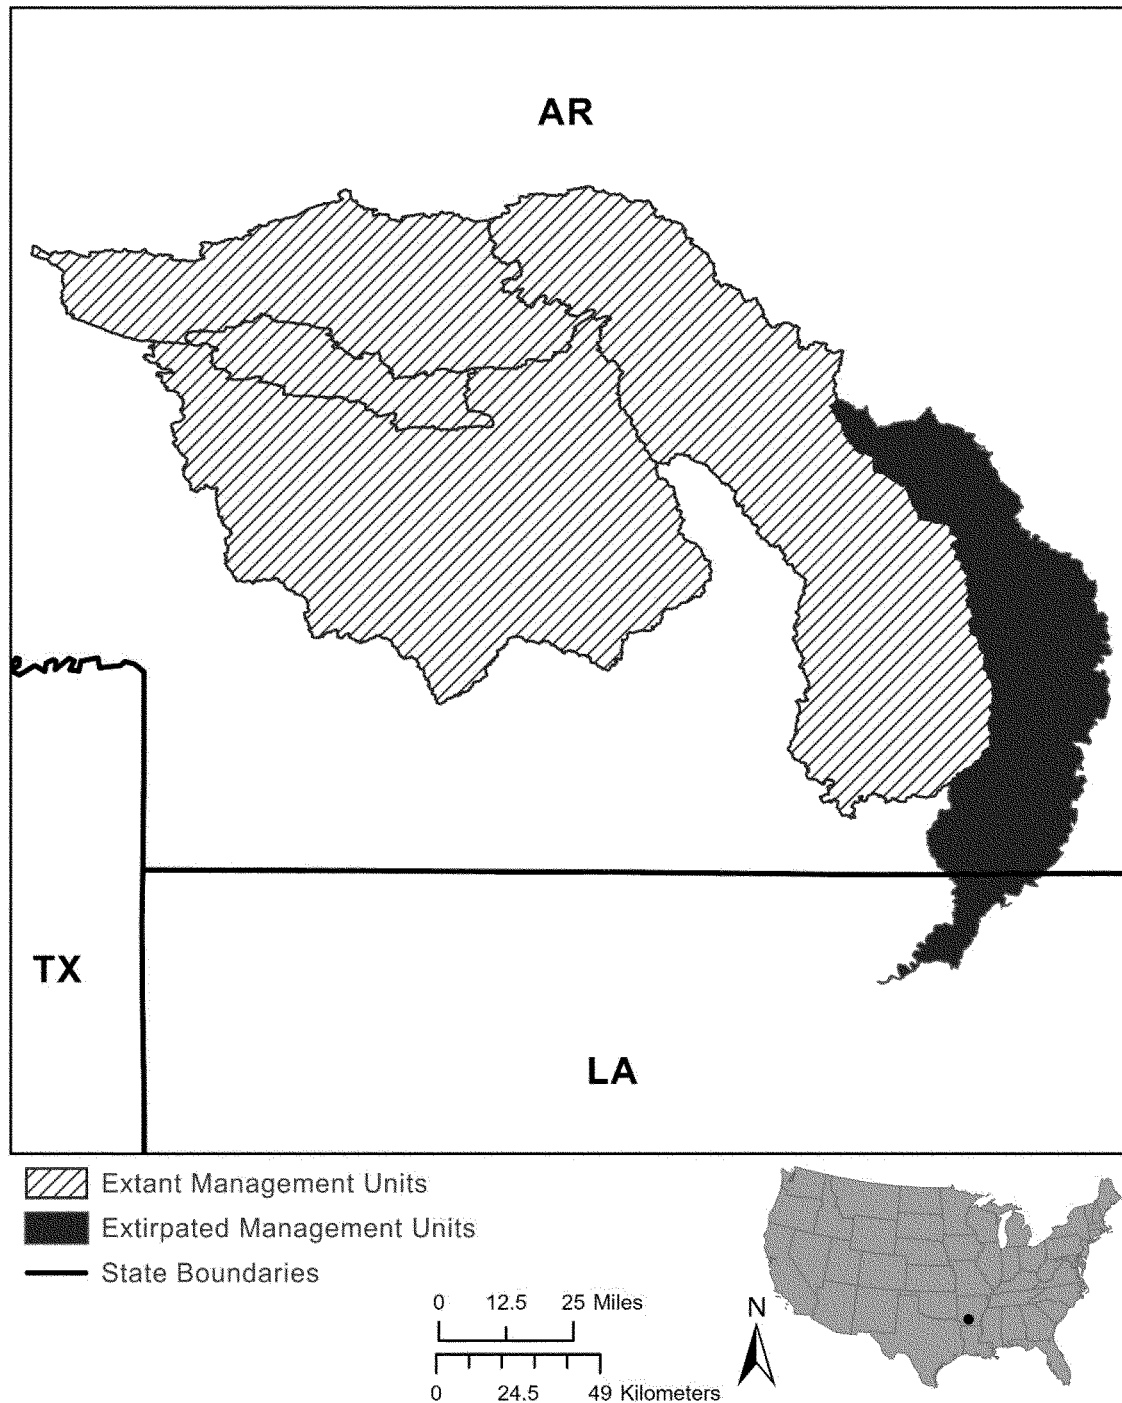 AR
TX
LA
Extant Management Units
Extirpated Management Units
State Boundaries
0 12.5 25 Miles
0 24.5 49 Kilometers
N